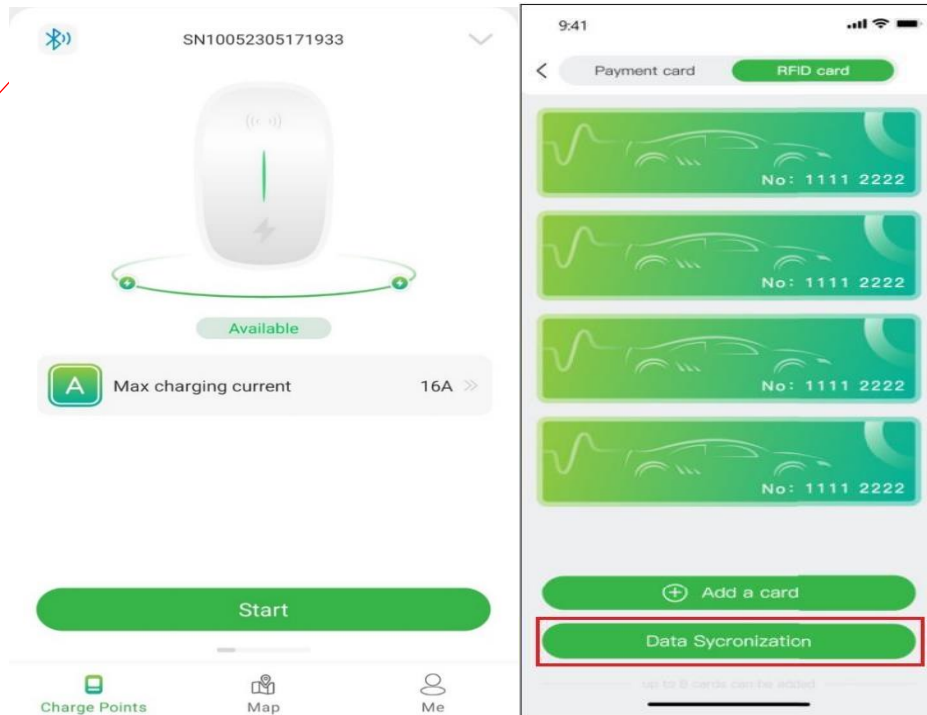 SN10052305171933
Available
A Max charging current 16A
Start
Charge Points Map Me
9:41
Payment card RFID card
No: 1111 2222
No: 1111 2222
No: 1111 2222
No: 1111 2222
Add a card
Data Sycronization
up to 8 cards can be added